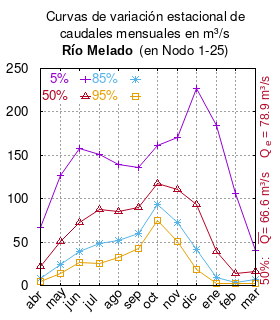 Curvas de variación estacional de
caudales mensuales en m³/s
Río Melado (en Nodo 1-25)
250
200
150
100
50
0
5% 85%
50% 95%
abr
may
jun
jul
ago
sep
oct
nov
dic
ene
feb
mar
50%: Q= 66.6 m³/s Q e = 78.9 m³/s